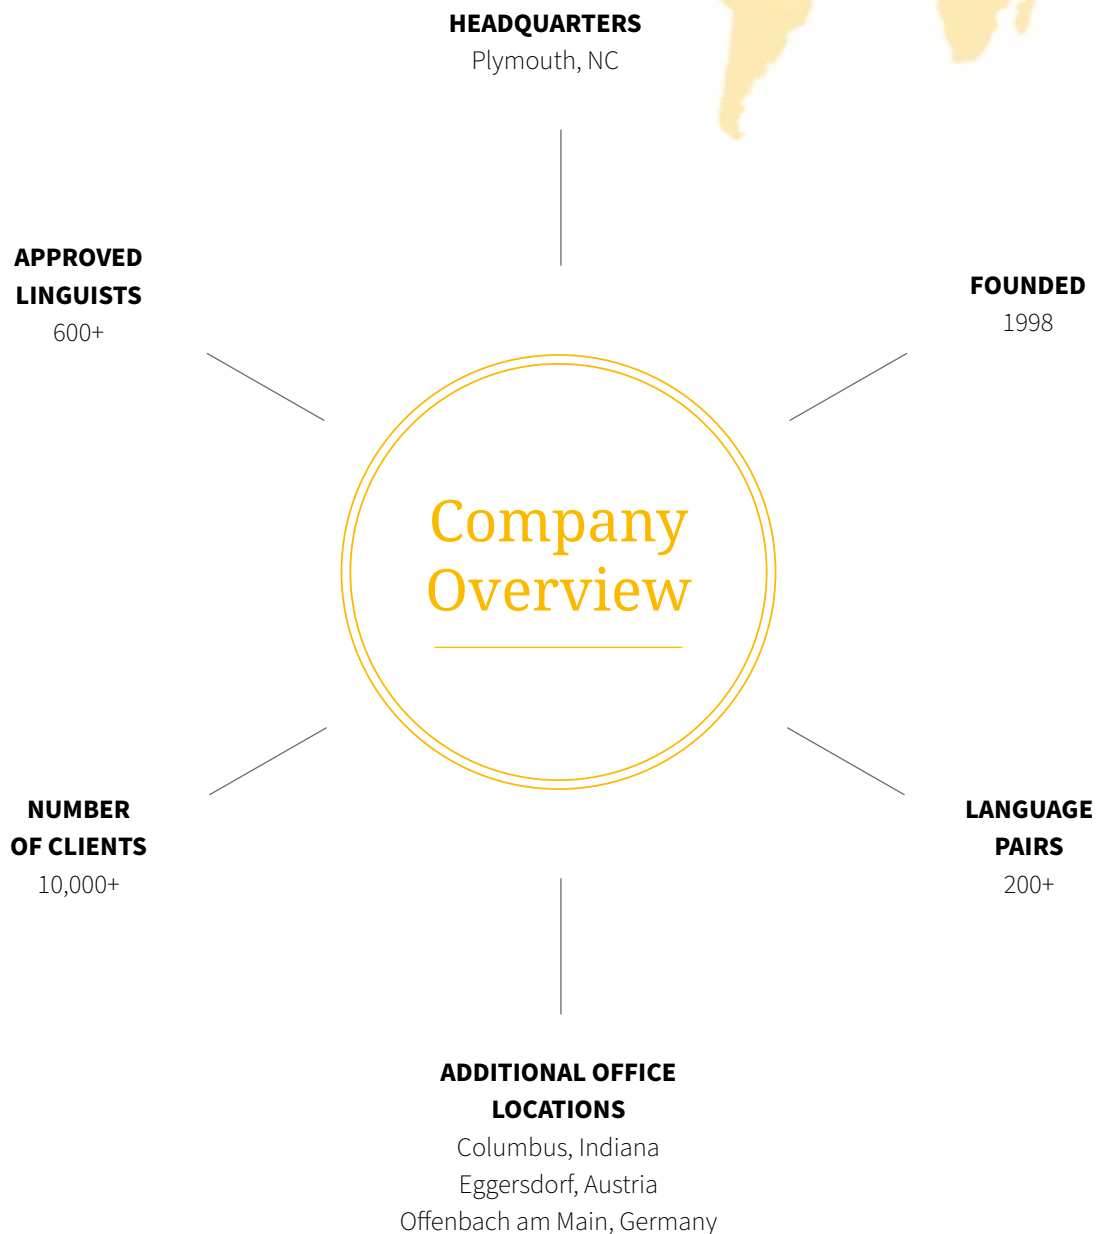 HEADQUARTERS
Plymouth, NC
APPROVED
LINGUISTS
600+
FOUNDED
1998
Company
Overview
NUMBER
OF CLIENTS
10,000+
LANGUAGE
PAIRS
200+
ADDITIONAL OFFICE
LOCATIONS
Columbus, Indiana
Eggersdorf, Austria
Offenbach am Main, Germany